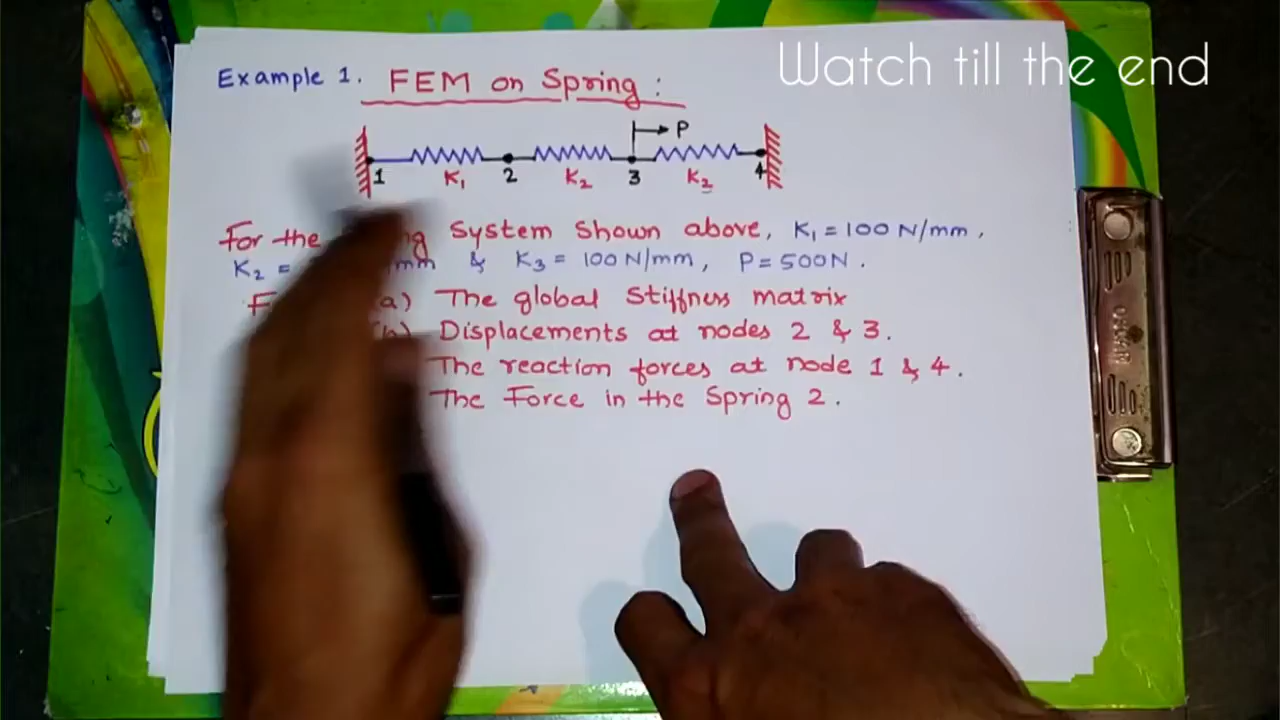 Watch till the end
Example 1. FEM on Spring :
P
1 K₁ 2 K₂ 3 K₂ 4
For the System Shown above, K₁ = 100 N/mm,
K₂ = & K₃ = 100 N/mm, P = 500N.
(a) The global Stiffness matrix
Displacements at nodes 2 & 3.
The reaction forces at node 1 & 4.
The Force in the Spring 2.